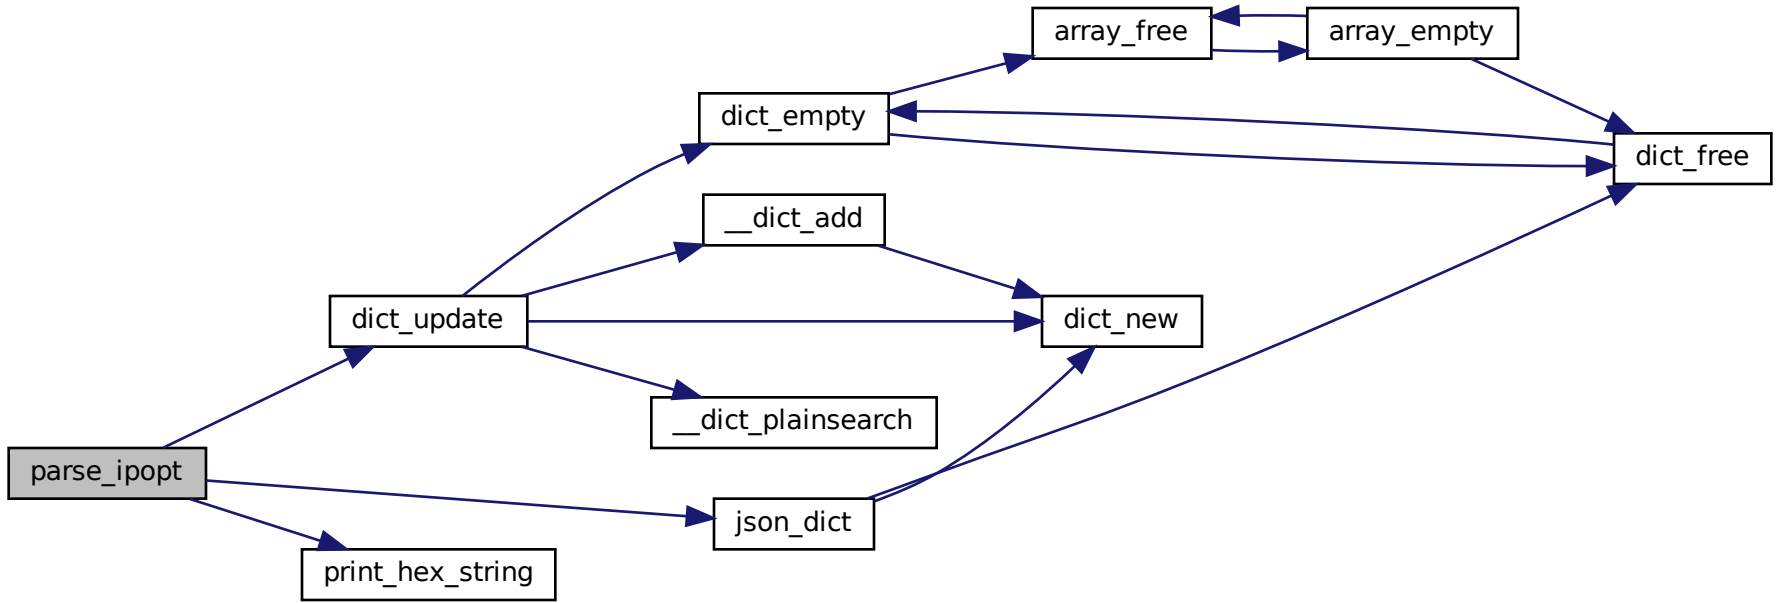 array_free
array_empty
dict_empty
dict_free
__dict_add
dict_update
dict_new
__dict_plainsearch
parse_ipopt
json_dict
print_hex_string